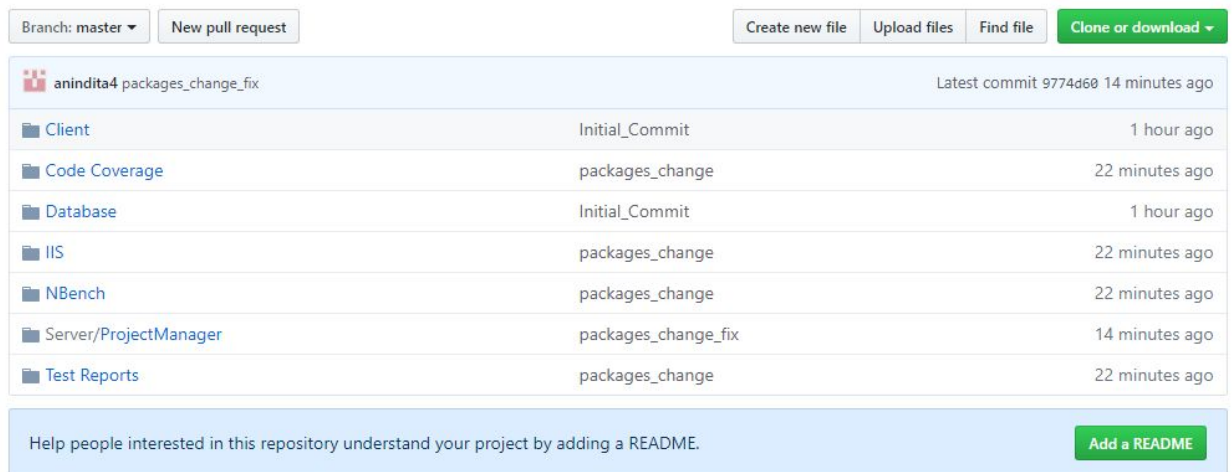 Branch: master New pull request Create new file Upload files Find file Clone or download
anindita4 packages_change_fix Latest commit 9774d60 14 minutes ago
Client Initial_Commit 1 hour ago
Code Coverage packages_change 22 minutes ago
Database Initial_Commit 1 hour ago
IIS packages_change 22 minutes ago
NBench packages_change 22 minutes ago
Server/ProjectManager packages_change_fix 14 minutes ago
Test Reports packages_change 22 minutes ago
Help people interested in this repository understand your project by adding a README. Add a README